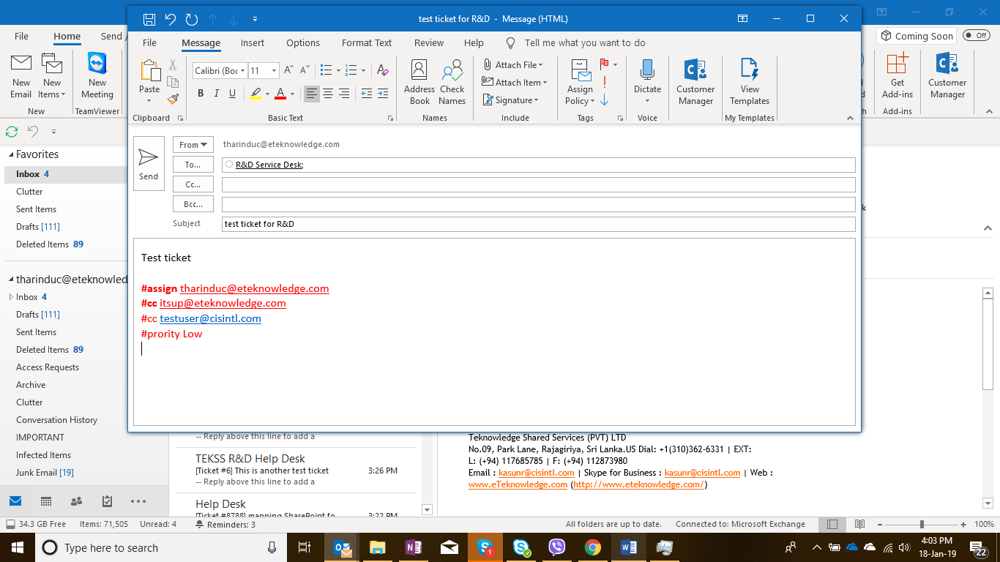 test ticket for R&D - Message (HTML)
File Home Send /
Coming Soon Off
File Message Insert Options Format Text Review Help Tell me what you want to do
New Email
New Items
New Meeting
New
TeamViewer
Paste
Clipboard
Calibri (Boc 11
B I U
Basic Text
Address Book
Check Names
Names
Attach File
Attach Item
Signature
Include
Assign Policy
Tags
Dictate
Voice
Customer Manager
View Templates
My Templates
Get Add-ins
Add-ins
Customer Manager
From tharinduc@eteknowledge.com
To... R&D Service Desk;
Send
Cc...
Bcc...
Subject test ticket for R&D
Test ticket
#assign tharinduc@eteknowledge.com
#cc itsup@eteknowledge.com
#cc testuser@cisintl.com
#prority Low
Favorites
Inbox 4
Clutter
Sent Items
Drafts [111]
Deleted Items 89
tharinduc@eteknowled
Inbox 4
Drafts [111]
Sent Items
Deleted Items 89
Access Requests
Archive
Clutter
Conversation History
IMPORTANT
Infected Items
Junk Email [19]
-- Reply above this line to add a
TEKSS R&D Help Desk
[Ticket #6] This is another test ticket 3:26 PM
-- Reply above this line to add a
Help Desk
[Ticket #8788] mapping SharePoint fo 3:22 PM
Teknowledge Shared Services (PVT) LTD
No.09, Park Lane, Rajagiriya, Sri Lanka.US Dial: +1(310)362-6331 | EXT:
L: (+94) 117685785 | F: (+94) 112873980
Email : kasunr@cisintl.com | Skype for Business : kasunr@cisintl.com | Web :
www.eTeknowledge.com (http://www.eteknowledge.com/)
34.3 GB Free Items: 71,505 Unread: 4 Reminders: 3 All folders are up to date. Connected to: Microsoft Exchange 100%
Type here to search
4:03 PM
18-Jan-19
22